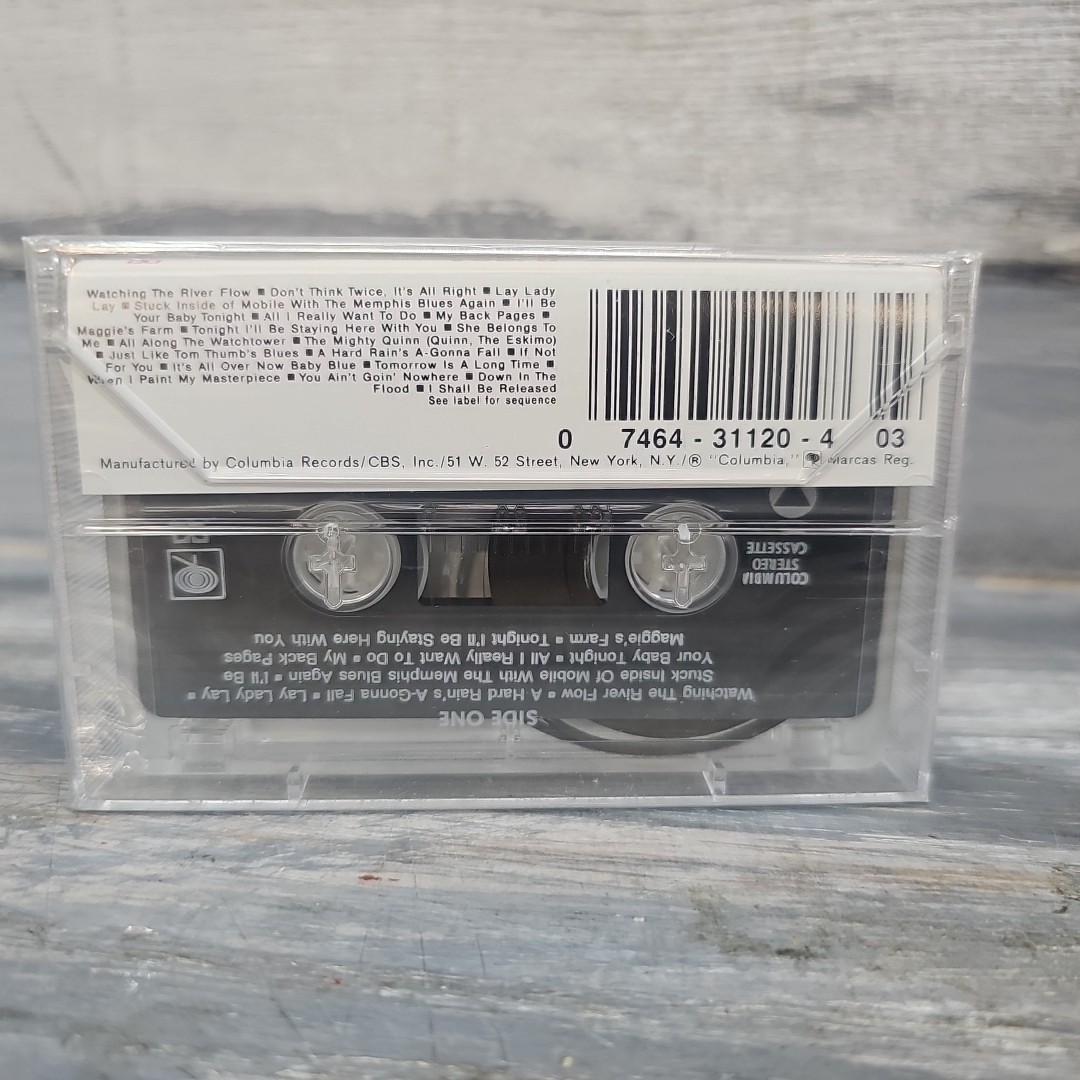 Watching The River Flow ■ Don't Think Twice, It's All Right ■ Lay Lady
Lay ■ Stuck Inside of Mobile With The Memphis Blues Again ■ I'll Be
Your Baby Tonight ■ All I Really Want To Do ■ My Back Pages ■
Maggie's Farm ■ Tonight I'll Be Staying Here With You ■ She Belongs To
Me ■ All Along The Watchtower ■ The Mighty Quinn (Quinn, The Eskimo)
■ Just Like Tom Thumb's Blues ■ A Hard Rain's A-Gonna Fall ■ If Not
For You ■ It's All Over Now Baby Blue ■ Tomorrow Is A Long Time ■
When I Paint My Masterpiece ■ You Ain't Goin' Nowhere ■ Down In The
Flood ■ I Shall Be Released
See label for sequence
0 7464 - 31120 - 4 03
Manufactured by Columbia Records/CBS, Inc./51 W. 52 Street, New York, N.Y./® "Columbia," Marcas Reg.
SIDE ONE
Watching The River Flow ■ A Hard Rain's A-Gonna Fall ■ Lay Lady Lay ■
Stuck Inside Of Mobile With The Memphis Blues Again ■ I'll Be
Your Baby Tonight ■ All I Really Want To Do ■ My Back Pages
Maggie's Farm ■ Tonight I'll Be Staying Here With You
COLUMBIA
STEREO
CASSETTE